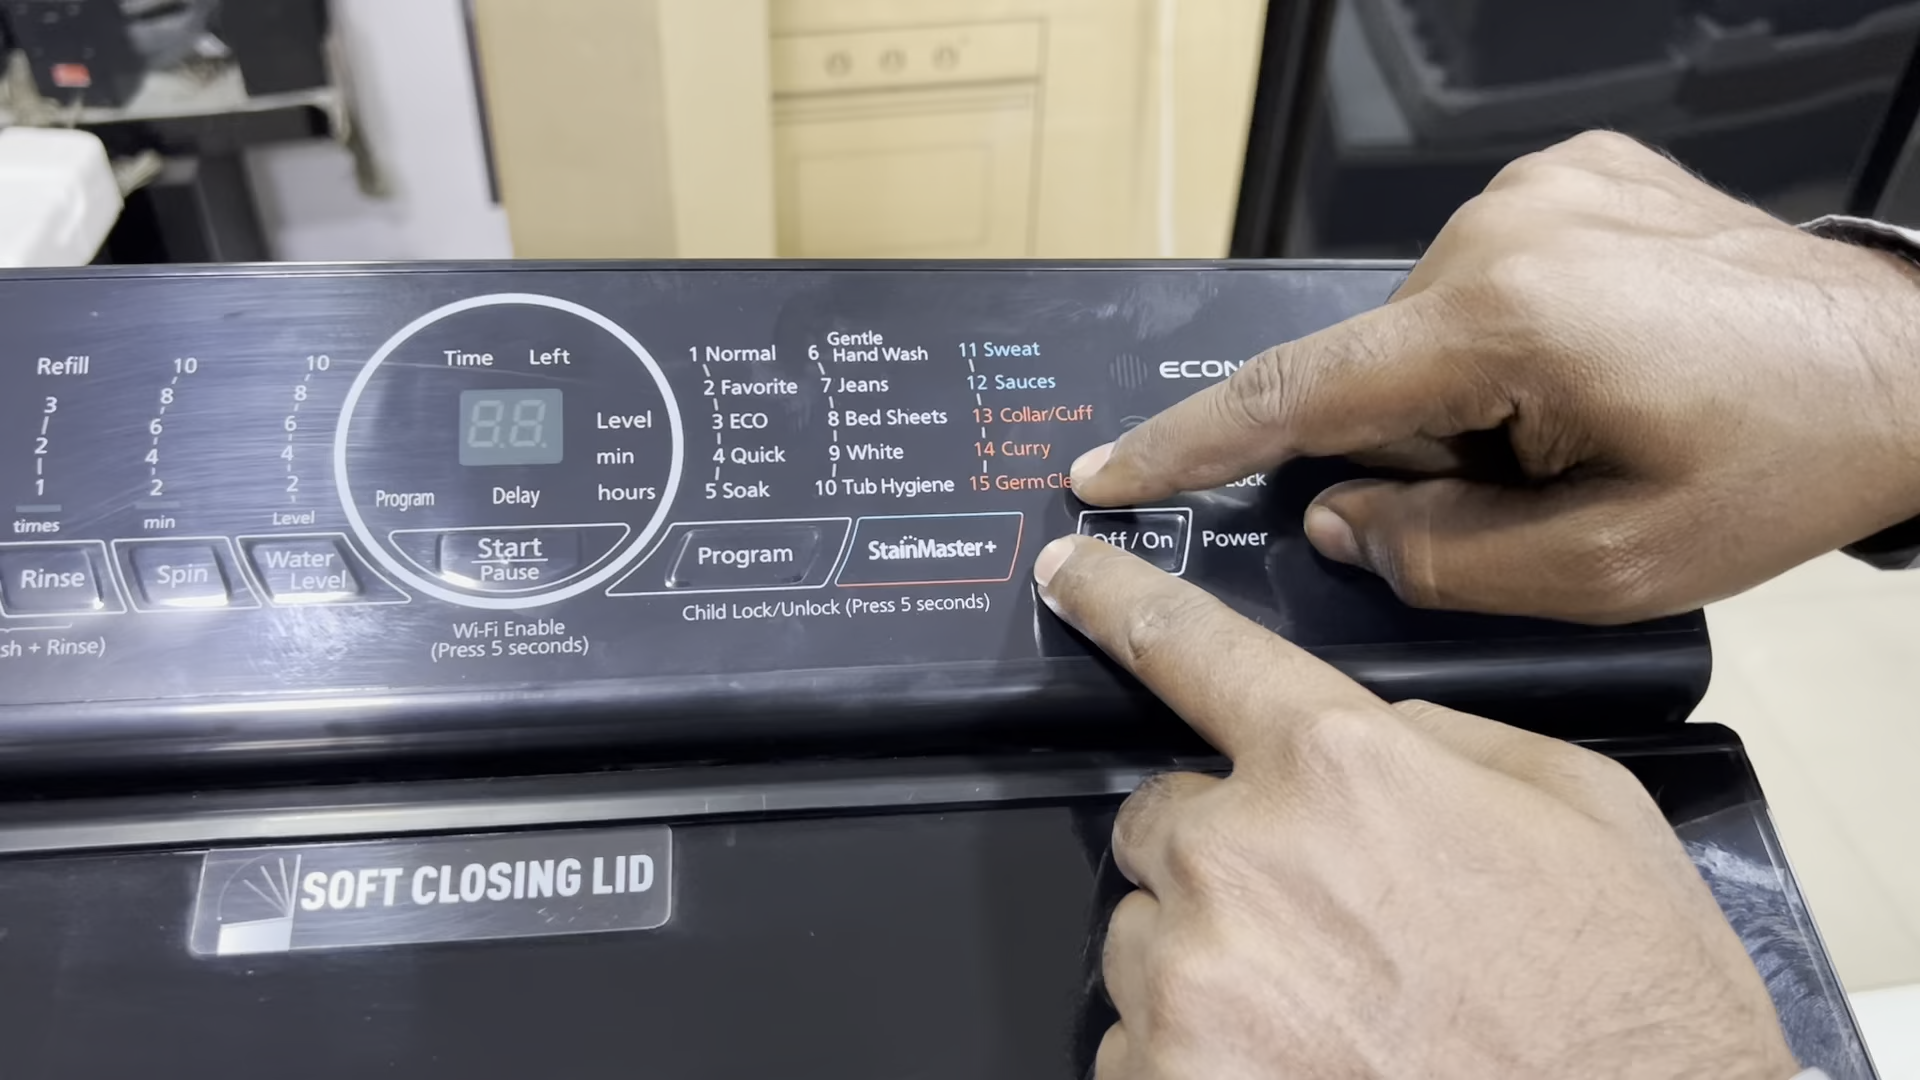 Refill
3
2
1
times
10
8
6
4
2
min
10
8
6
4
2
Level
Rinse
Spin
Water
Level
sh + Rinse)
Time Left
88
Level
min
hours
Program
Delay
Start
Pause
Wi-Fi Enable
(Press 5 seconds)
1 Normal
2 Favorite
3 ECO
4 Quick
5 Soak
6 Gentle
Hand Wash
7 Jeans
8 Bed Sheets
9 White
10 Tub Hygiene
11 Sweat
12 Sauces
13 Collar/Cuff
14 Curry
15 Germ Cle
Program
StainMaster+
Child Lock/Unlock (Press 5 seconds)
ECON
Off / On
Power
SOFT CLOSING LID